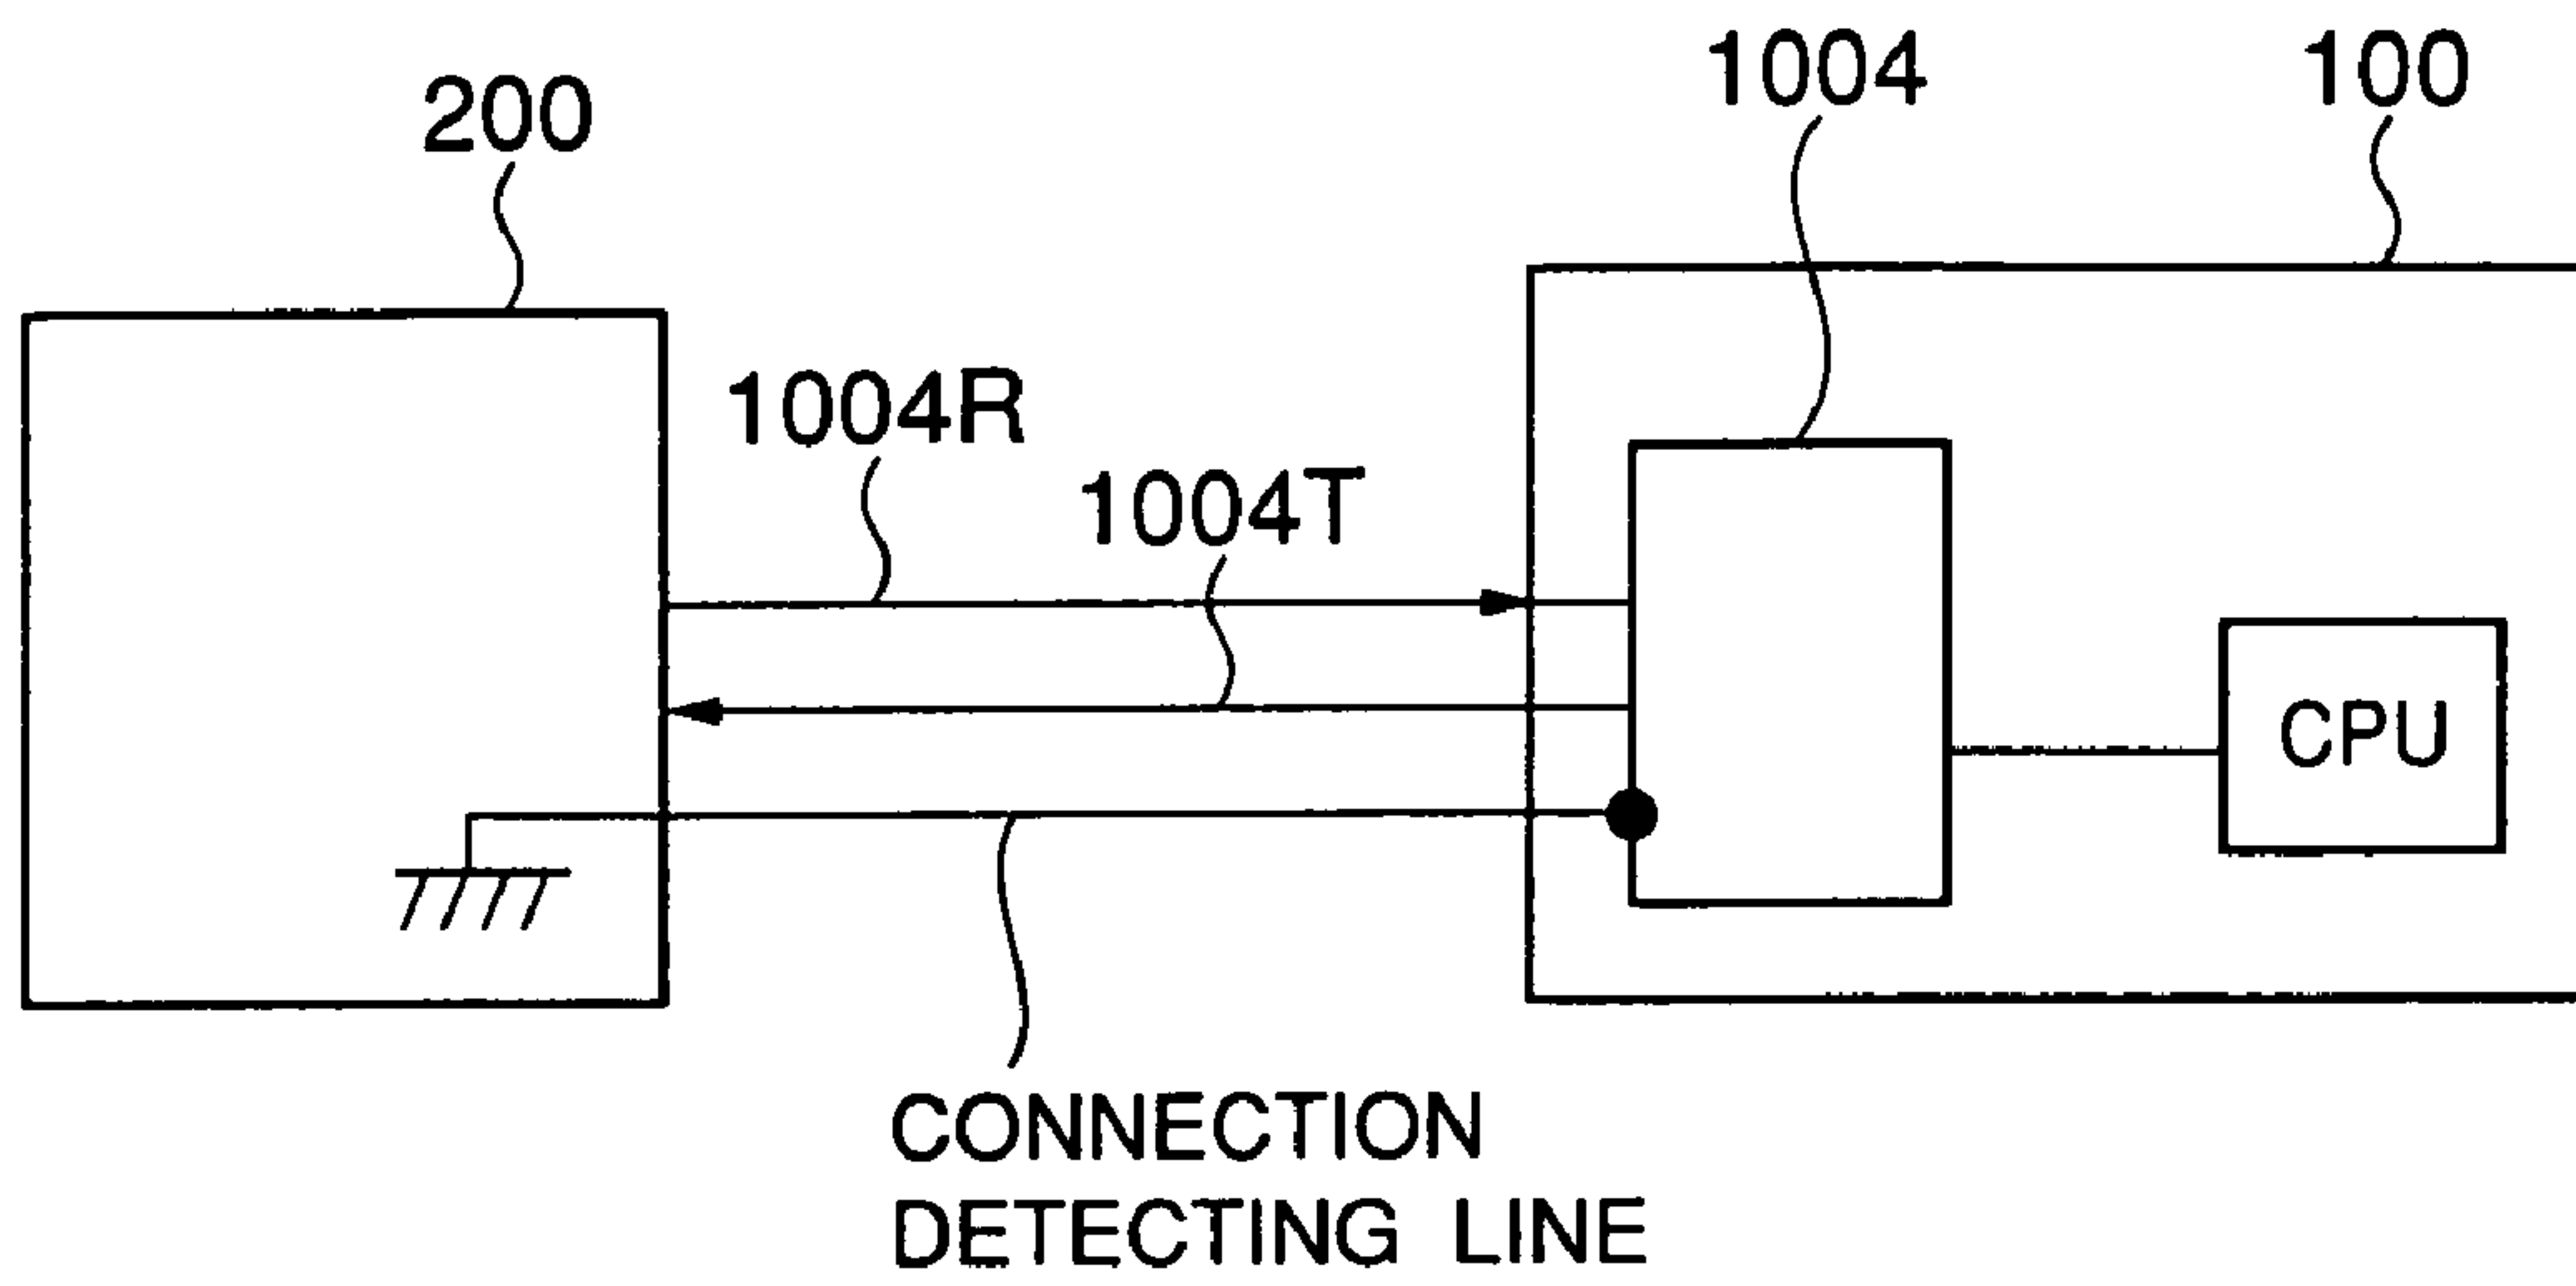 1004
100
200
1004R
1004T
CPU
CONNECTION
DETECTING LINE